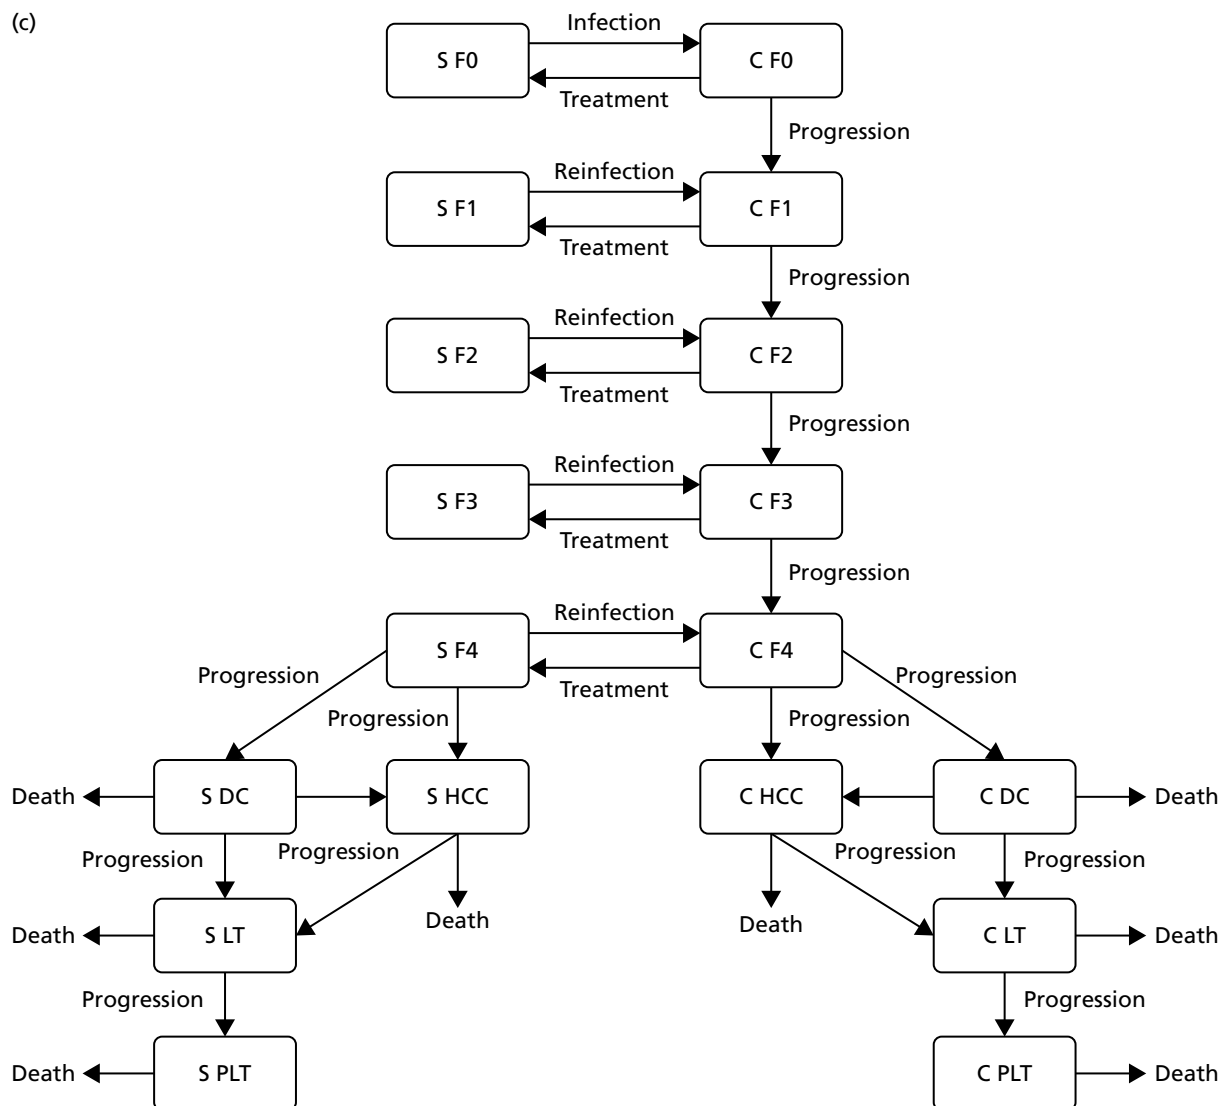 (c)
Infection
S F0
C F0
Treatment
Progression
Reinfection
S F1
C F1
Treatment
Progression
Reinfection
S F2
C F2
Treatment
Progression
Reinfection
S F3
C F3
Treatment
Progression
Reinfection
S F4
C F4
Treatment
Progression
Progression
Progression
Progression
Death
S DC
S HCC
C HCC
C DC
Death
Progression
Progression
Progression
Progression
Death
Death
Death
S LT
C LT
Death
Progression
Progression
Death
S PLT
C PLT
Death